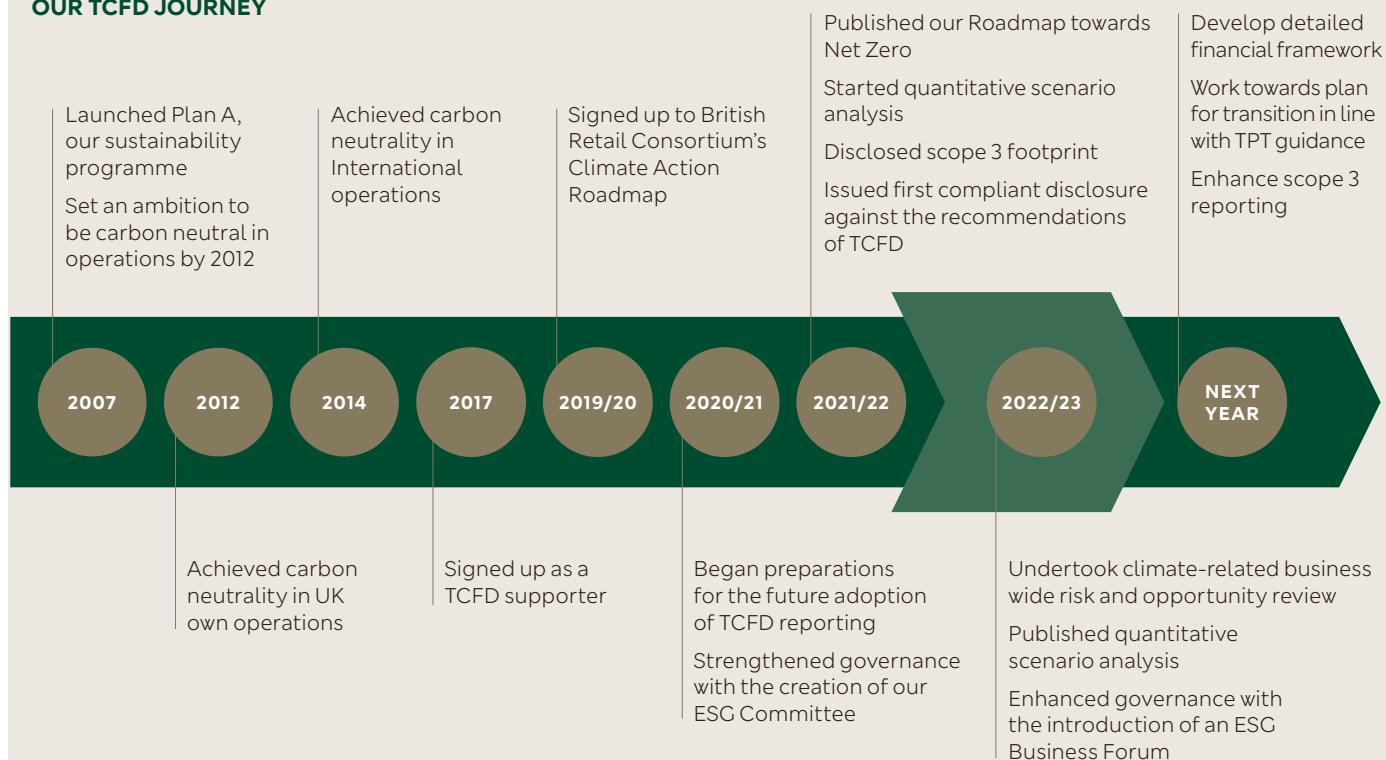 OUR TCFD JOURNEY
Launched Plan A,
our sustainability
programme
Set an ambition to
be carbon neutral in
operations by 2012
Achieved carbon
neutrality in
International
operations
Signed up to British
Retail Consortium's
Climate Action
Roadmap
Published our Roadmap towards
Net Zero
Started quantitative scenario
analysis
Disclosed scope 3 footprint
Issued first compliant disclosure
against the recommendations
of TCFD
Develop detailed
financial framework
Work towards plan
for transition in line
with TPT guidance
Enhance scope 3
reporting
2007
2012
2014
2017
2019/20
2020/21
2021/22
2022/23
NEXT
YEAR
Achieved carbon
neutrality in UK
own operations
Signed up as a
TCFD supporter
Began preparations
for the future adoption
of TCFD reporting
Strengthened governance
with the creation of our
ESG Committee
Undertook climate-related business
wide risk and opportunity review
Published quantitative
scenario analysis
Enhanced governance with
the introduction of an ESG
Business Forum